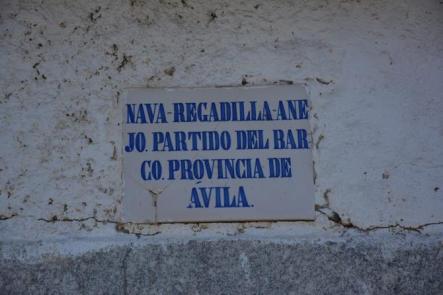 NAVA-REGADILLA-ANE
JO. PARTIDO DEL BAR
CO. PROVINCIA DE
ÁVILA.